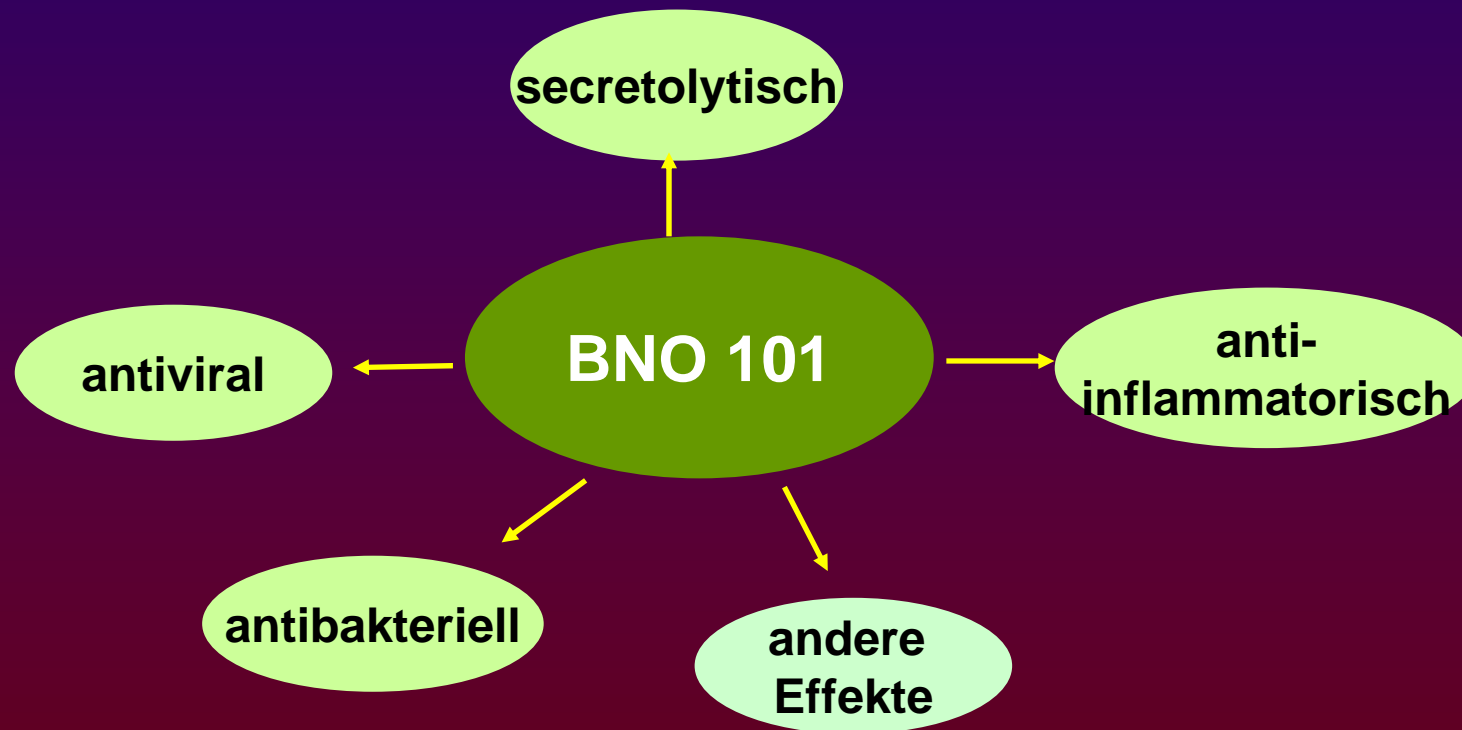 secretolytisch
BNO 101
anti-
inflammatorisch
antiviral
antibakteriell
andere
Effekte